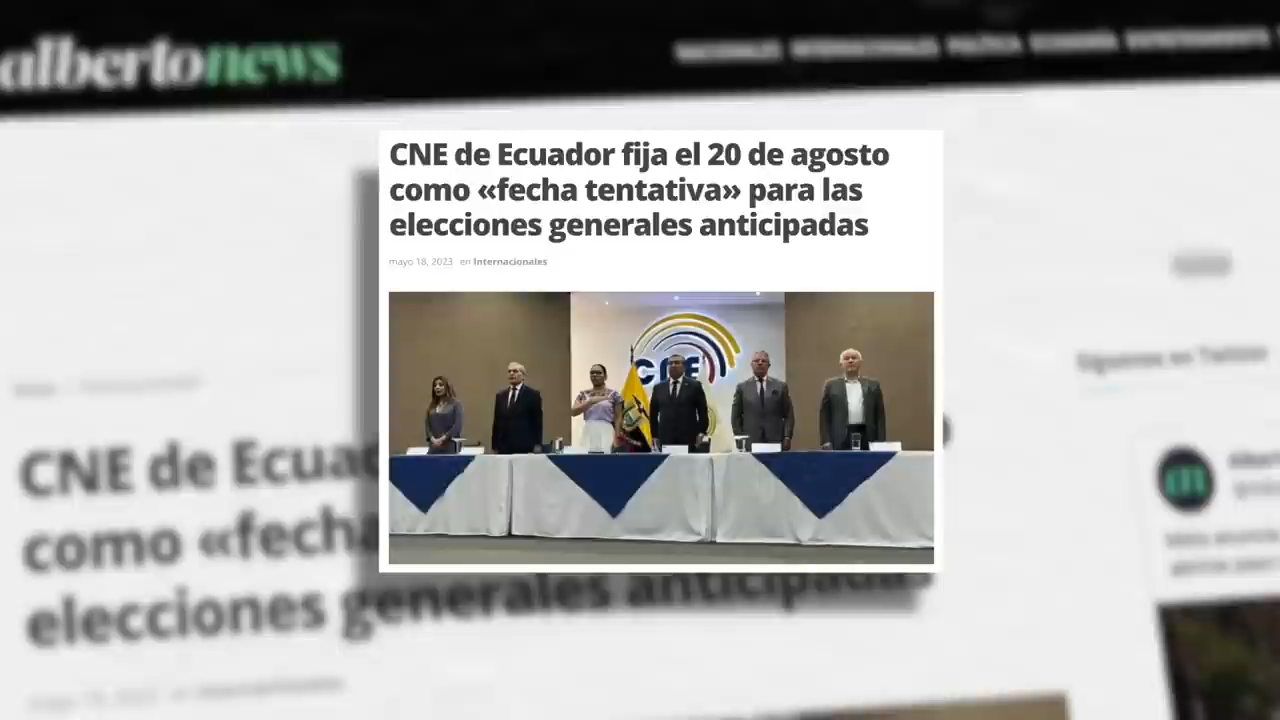 albertonews
NACIONALES INTERNACIONALES POLÍTICA ECONOMÍA ENTRETENIMIENTO
CNE de Ecuador fija el 20 de agosto
como «fecha tentativa» para las
elecciones generales anticipadas
mayo 18, 2023 en Internacionales
CNE
Síguenos en Twitter
CNE de Ecuad
como «fecha
elecciones generales anticipadas